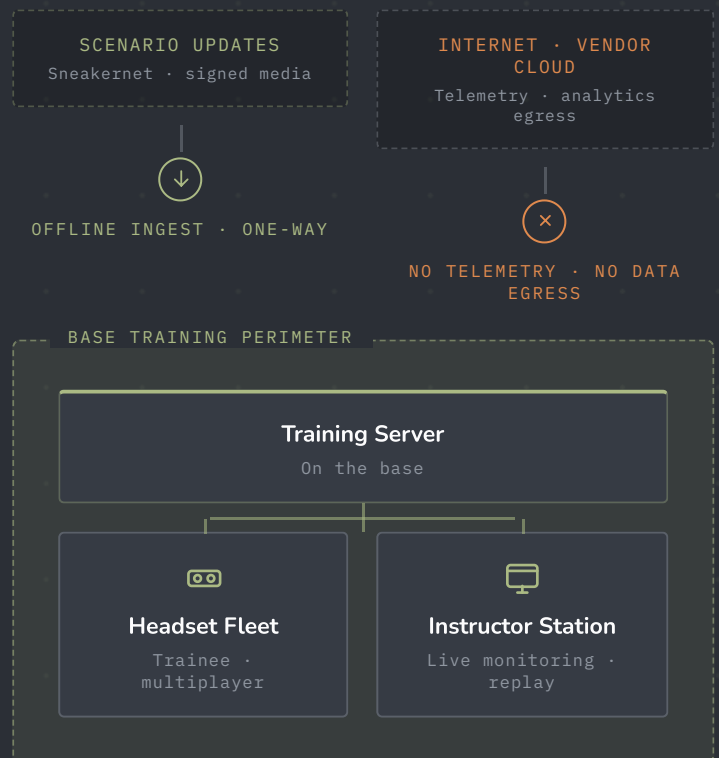 SCENARIO UPDATES
Sneakernet · signed media
OFFLINE INGEST · ONE-WAY
INTERNET · VENDOR
CLOUD
Telemetry · analytics
egress
NO TELEMETRY · NO DATA
EGRESS
BASE TRAINING PERIMETER
Training Server
On the base
Headset Fleet
Trainee ·
multiplayer
Instructor Station
Live monitoring ·
replay